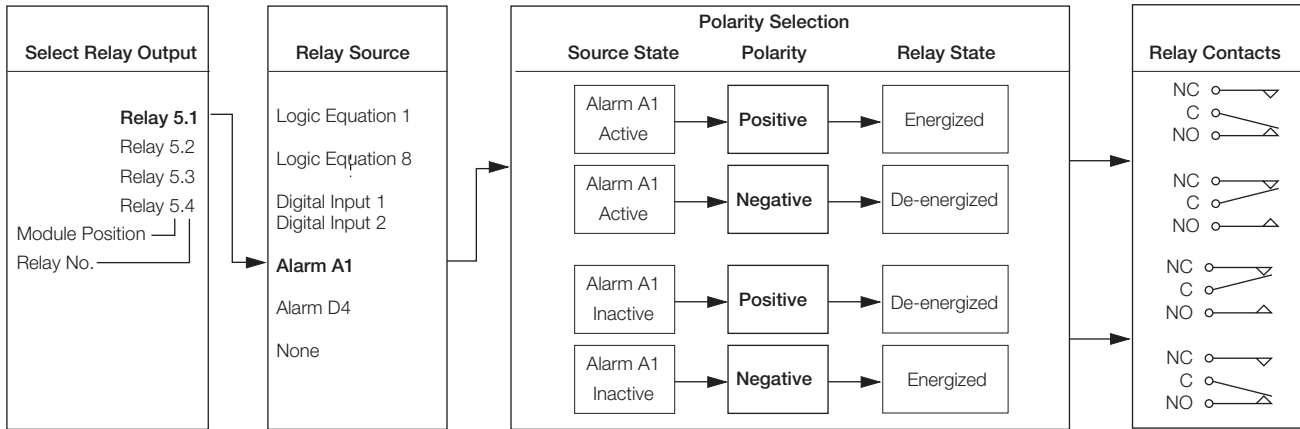 Select Relay Output
Relay 5.1
Relay 5.2
Relay 5.3
Relay 5.4
Module Position
Relay No.
Relay Source
Logic Equation 1
Logic Equation 8
Digital Input 1
Digital Input 2
Alarm A1
Alarm D4
None
Polarity Selection
Source State Polarity Relay State
Alarm A1
Active
Positive
Energized
Alarm A1
Active
Negative
De-energized
Alarm A1
Inactive
Positive
De-energized
Alarm A1
Inactive
Negative
Energized
Relay Contacts
NC
C
NO
NC
C
NO
NC
C
NO
NC
C
NO